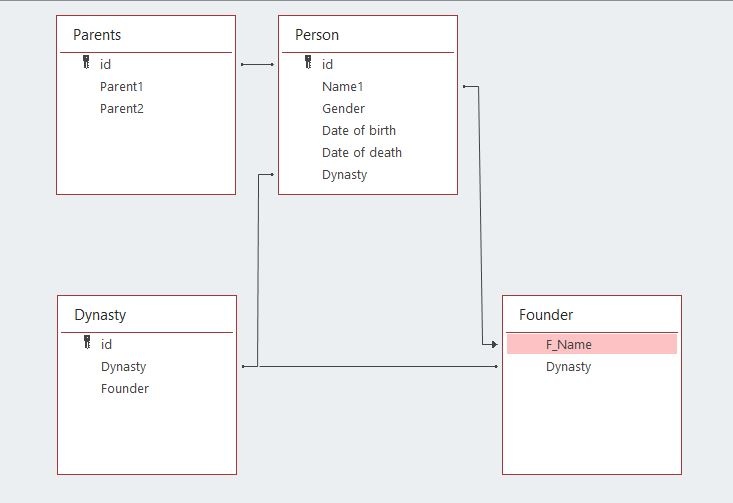 Parents
id
Parent1
Parent2
Person
id
Name1
Gender
Date of birth
Date of death
Dynasty
Dynasty
id
Dynasty
Founder
Founder
F_Name
Dynasty